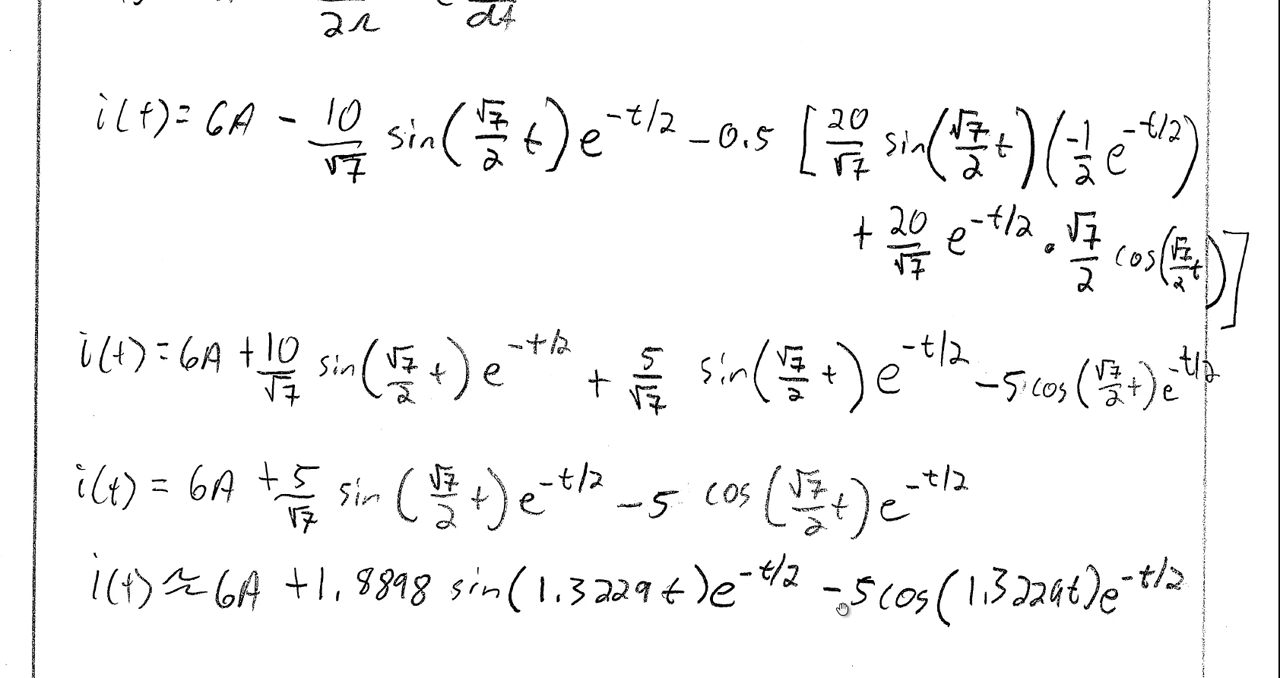 2Ω dt
i(t) = 6A - 10/√7 sin(√7/2 t) e^{-t/2} - 0.5 [20/√7 sin(√7/2 t)(-1/2 e^{-t/2})
+ 20/√7 e^{-t/2} · √7/2 cos(√7/2 t)]
i(t) = 6A + 10/√7 sin(√7/2 t) e^{-t/2} + 5/√7 sin(√7/2 t) e^{-t/2} - 5 cos(√7/2 t) e^{-t/2}
i(t) = 6A + 5/√7 sin(√7/2 t) e^{-t/2} - 5 cos(√7/2 t) e^{-t/2}
i(t) ≈ 6A + 1.8898 sin(1.3229t) e^{-t/2} - 5 cos(1.3229t) e^{-t/2}